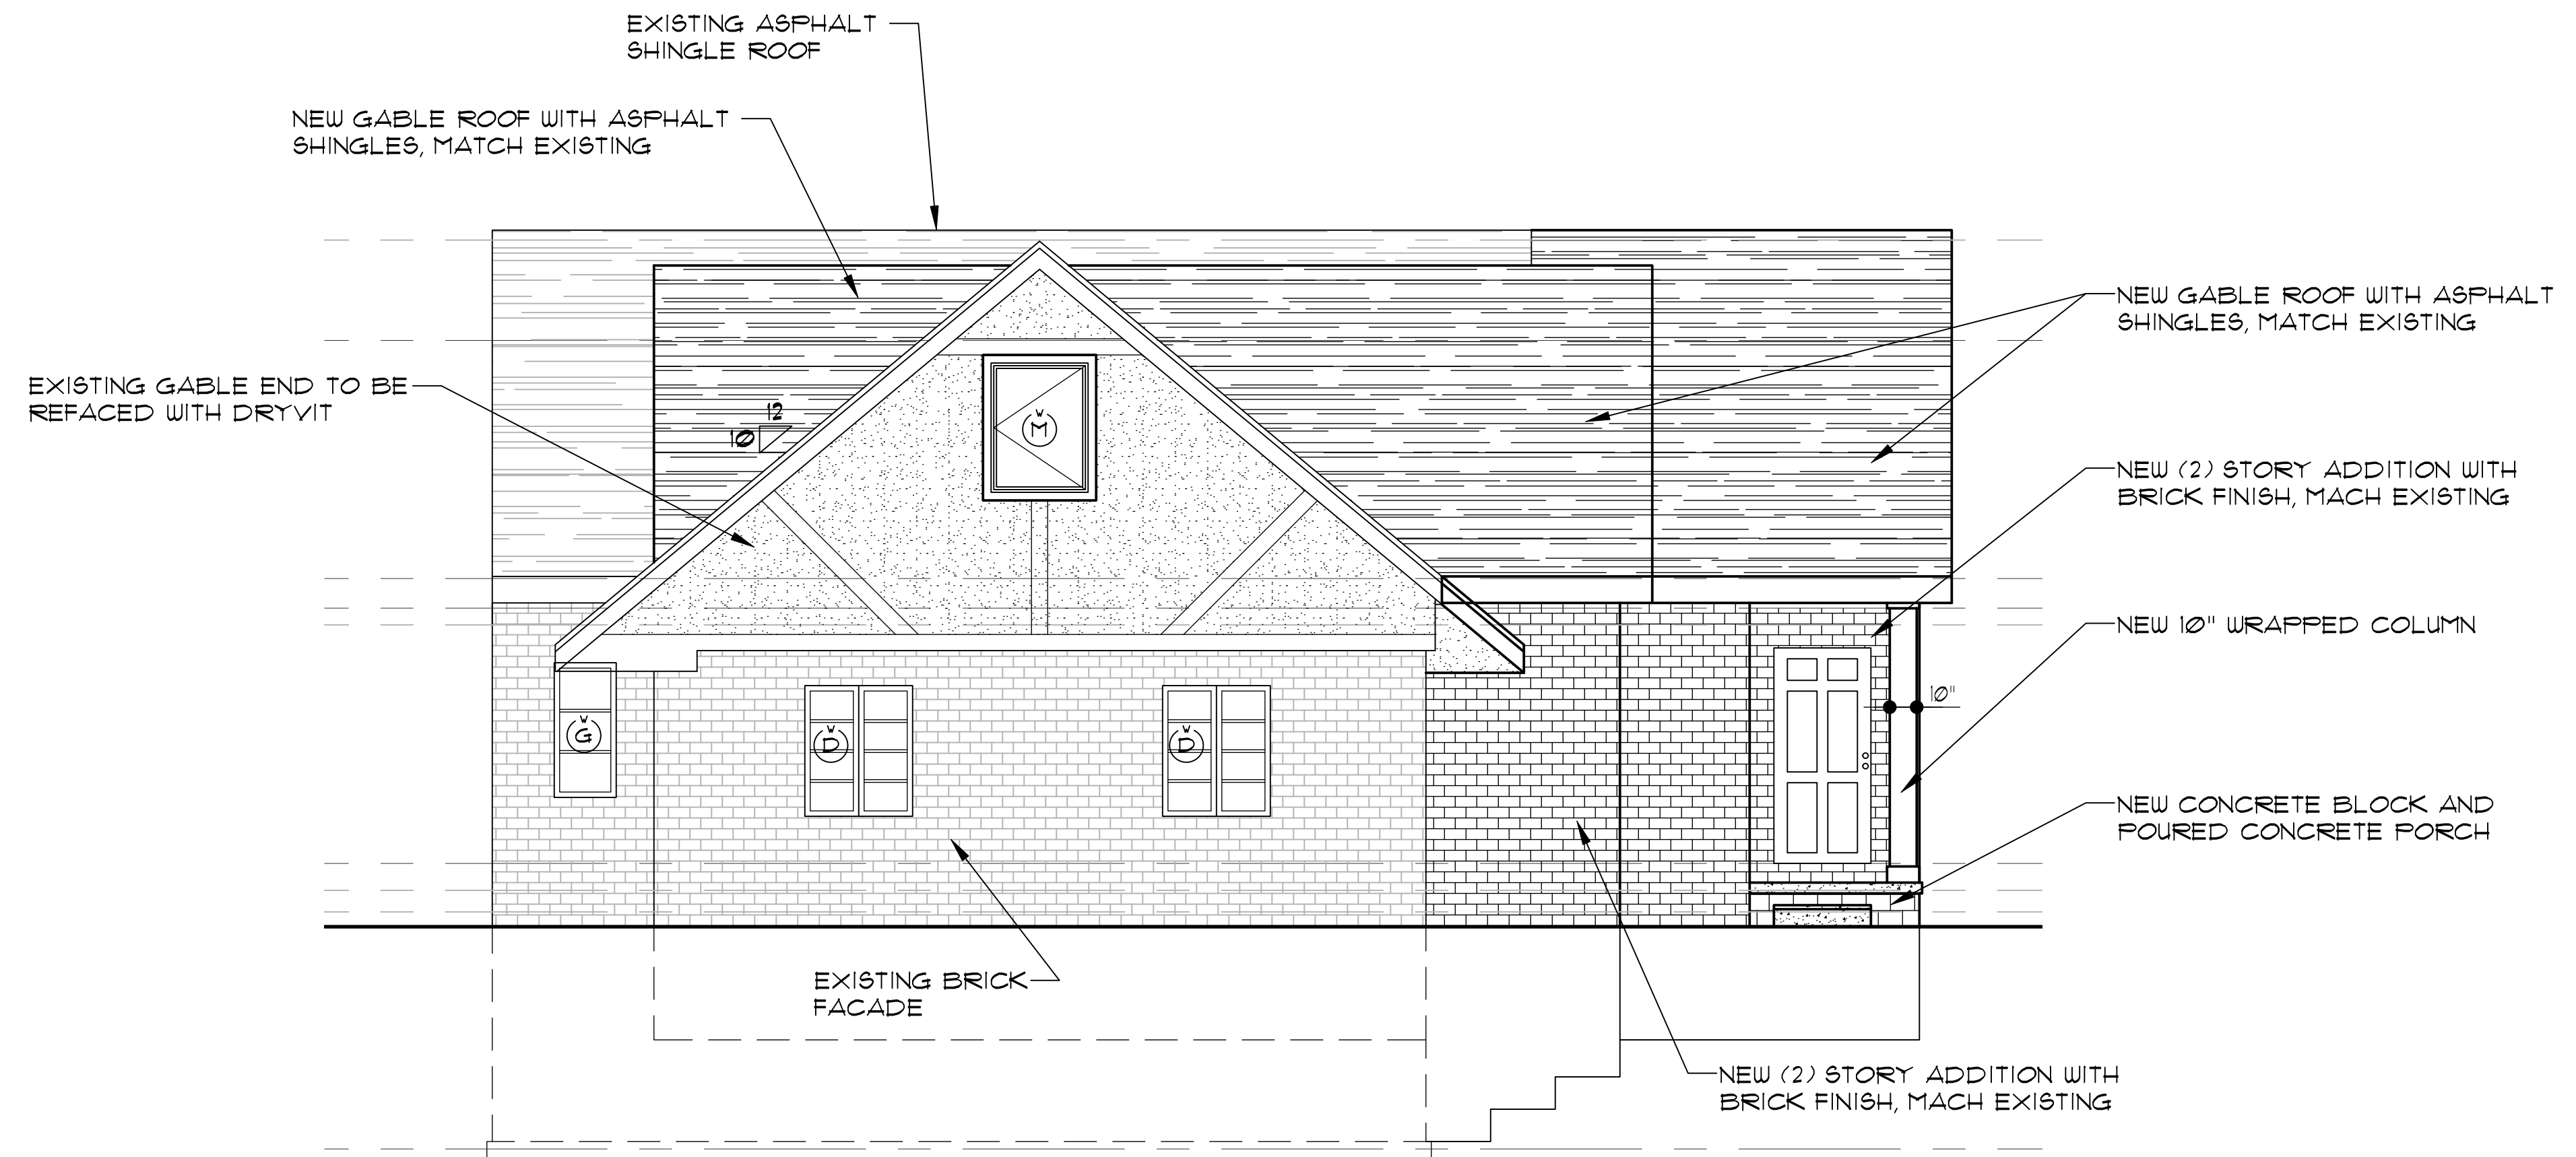 EXISTING ASPHALT
SHINGLE ROOF
NEW GABLE ROOF WITH ASPHALT
SHINGLES, MATCH EXISTING
NEW GABLE ROOF WITH ASPHALT
SHINGLES, MATCH EXISTING
EXISTING GABLE END TO BE
REFACED WITH DRYVIT
12
10
W
M
NEW (2) STORY ADDITION WITH
BRICK FINISH, MACH EXISTING
NEW 10" WRAPPED COLUMN
10"
W
G
W
D
W
D
NEW CONCRETE BLOCK AND
POURED CONCRETE PORCH
EXISTING BRICK
FACADE
NEW (2) STORY ADDITION WITH
BRICK FINISH, MACH EXISTING